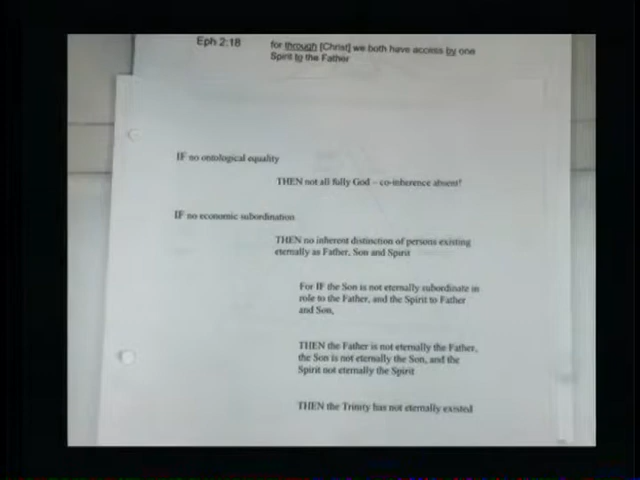 Eph 2:18 for through [Christ] we both have access by one
Spirit to the Father
IF no ontological equality
THEN not all fully God – co-inherence absent?
IF no economic subordination
THEN no inherent distinction of persons existing
eternally as Father, Son and Spirit
For IF the Son is not eternally subordinate in
role to the Father, and the Spirit to Father
and Son,
THEN the Father is not eternally the Father,
the Son is not eternally the Son, and the
Spirit not eternally the Spirit
THEN the Trinity has not eternally existed